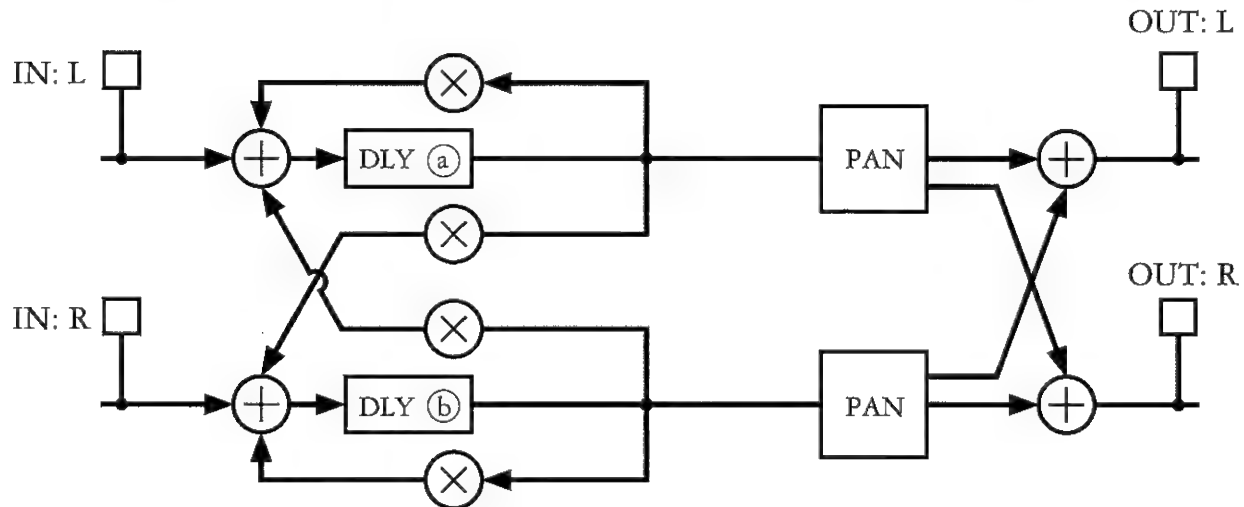 OUT: L
IN: L
DLY ⓐ
PAN
OUT: R
IN: R
DLY ⓑ
PAN